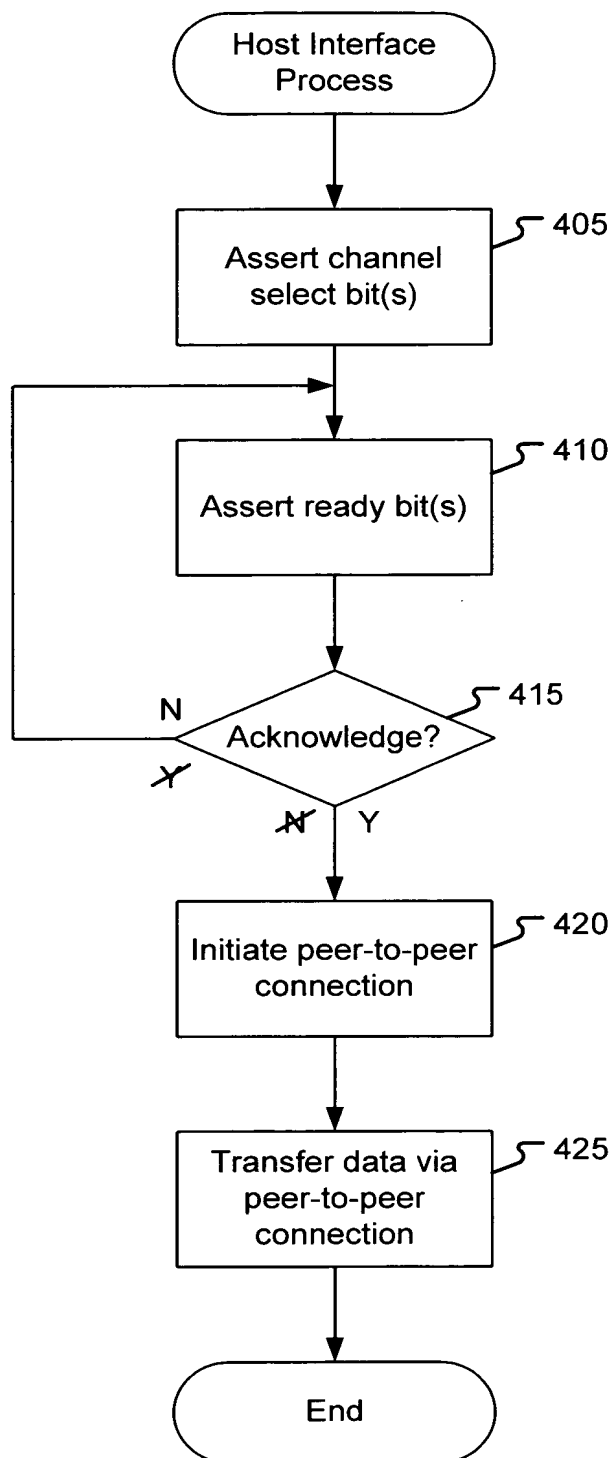 Host Interface
Process
405
Assert channel
select bit(s)
410
Assert ready bit(s)
415
N
Acknowledge?
Y
N Y
420
Initiate peer-to-peer
connection
425
Transfer data via
peer-to-peer
connection
End